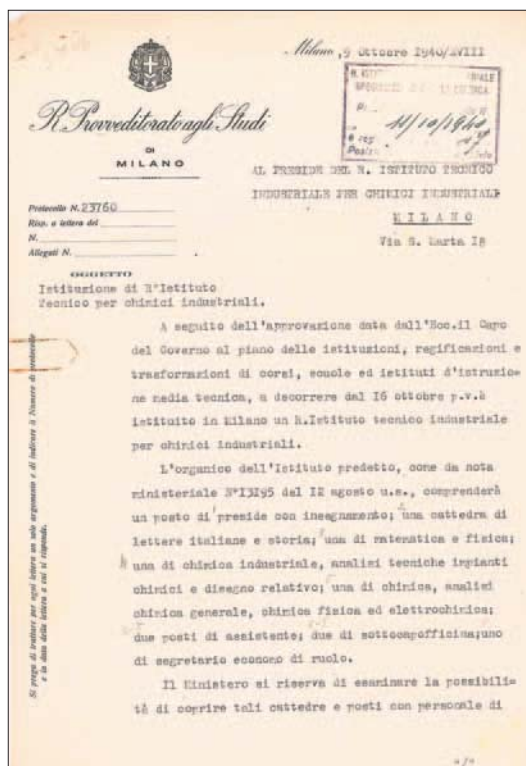 Milano, 9 Ottobre 1940/XVIII
11/10/1940
R. Provveditorato agli Studi
DI
MILANO
AL PRESIDE DEL R. ISTITUTO TECNICO
INDUSTRIALE PER CHIMICI INDUSTRIALI
MILANO
Via S. Marta 18
Protocollo N. 23760
Risp. a lettera del
N.
Allegati N.
OGGETTO
Istituzione di R°Istituto
Tecnico per chimici industriali.
A seguito dell'approvazione data dall'Ecc.il Capo
del Governo al piano delle istituzioni, regificazioni e
trasformazioni di corsi, scuole ed istituti d'istruzio=
ne media tecnica, a decorrere dal 16 ottobre p.v.è
istituito in Milano un R.Istituto tecnico industriale
per chimici industriali.
L'organico dell'Istituto predetto, come da nota
ministeriale N°13195 del 12 agosto u.s., comprenderà
un posto di preside con insegnamento; una cattedra di
lettere italiane e storia; una di matematica e fisica;
una di chimica industriale, analisi tecniche impianti
chimici e disegno relativo; una di chimica, analisi
chimica generale, chimica fisica ed elettrochimica;
due posti di assistente; due di sottocapofficina;uno
di segretario economo di ruolo.
Il Ministero si riserva di esaminare la possibili=
tà di coprire tali cattedre e posti con personale di
Si prega di trattare per ogni lettera un solo argomento e di indicare il Numero di protocollo
e la data della lettera a cui si risponde.